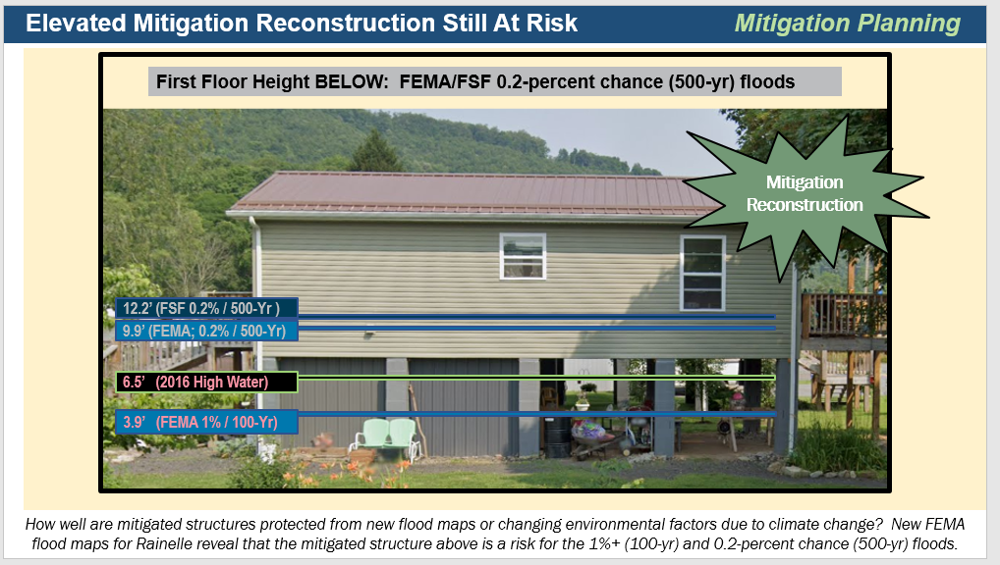 Elevated Mitigation Reconstruction Still At Risk
Mitigation Planning
First Floor Height BELOW:  FEMA/FSF 0.2-percent chance (500-yr) floods
Mitigation
Reconstruction
12.2’ (FSF 0.2% / 500-Yr )
9.9’ (FEMA; 0.2% / 500-Yr)
6.5’  (2016 High Water)
3.9’  (FEMA 1% / 100-Yr)
How well are mitigated structures protected from new flood maps or changing environmental factors due to climate change?  New FEMA
flood maps for Rainelle reveal that the mitigated structure above is a risk for the 1%+ (100-yr) and 0.2-percent chance (500-yr) floods.